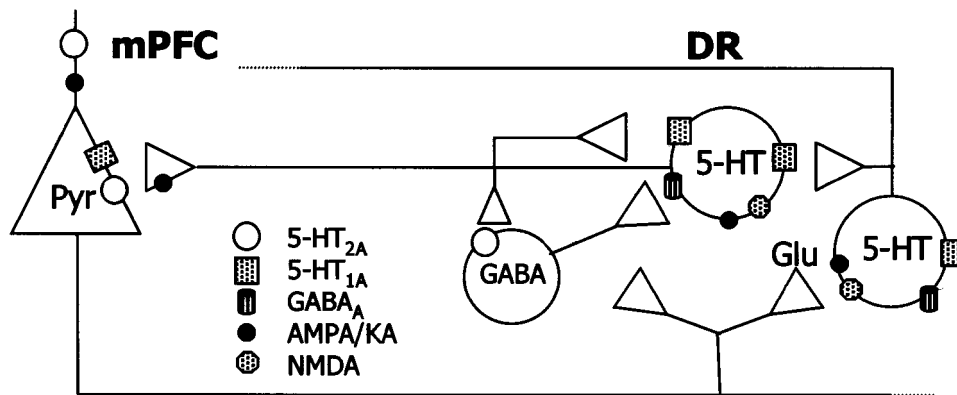 mPFC
DR
Pyr
5-HT
5-HT
GABA
Glu
5-HT2A
5-HT1A
GABAA
AMPA/KA
NMDA